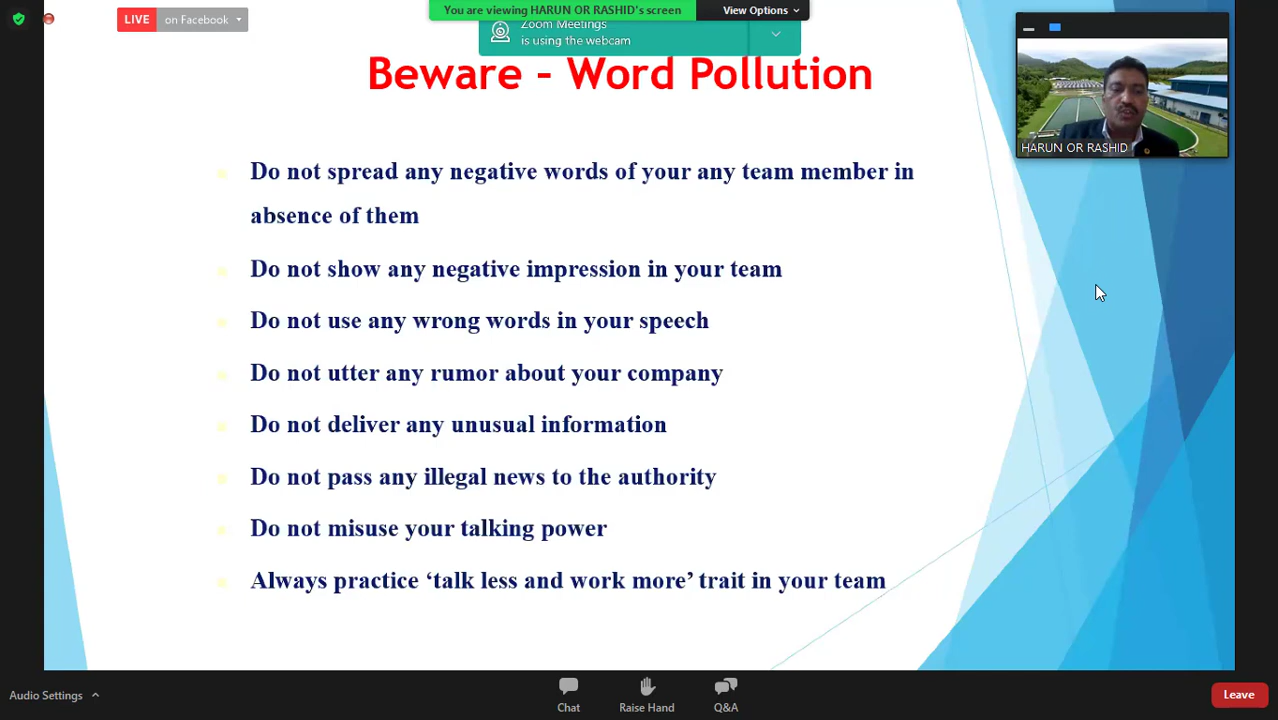 You are viewing HARUN OR RASHID's screen
View Options
LIVE on Facebook
Zoom Meetings
is using the webcam
Beware - Word Pollution
HARUN OR RASHID
Do not spread any negative words of your any team member in
absence of them
Do not show any negative impression in your team
Do not use any wrong words in your speech
Do not utter any rumor about your company
Do not deliver any unusual information
Do not pass any illegal news to the authority
Do not misuse your talking power
Always practice ‘talk less and work more’ trait in your team
Audio Settings
Chat
Raise Hand
Q&A
Leave